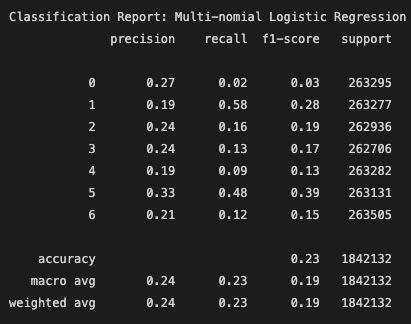 Classification Report: Multi-nomial Logistic Regression
precision recall f1-score support
0 0.27 0.02 0.03 263295
1 0.19 0.58 0.28 263277
2 0.24 0.16 0.19 262936
3 0.24 0.13 0.17 262706
4 0.19 0.09 0.13 263282
5 0.33 0.48 0.39 263131
6 0.21 0.12 0.15 263505
accuracy 0.23 1842132
macro avg 0.24 0.23 0.19 1842132
weighted avg 0.24 0.23 0.19 1842132